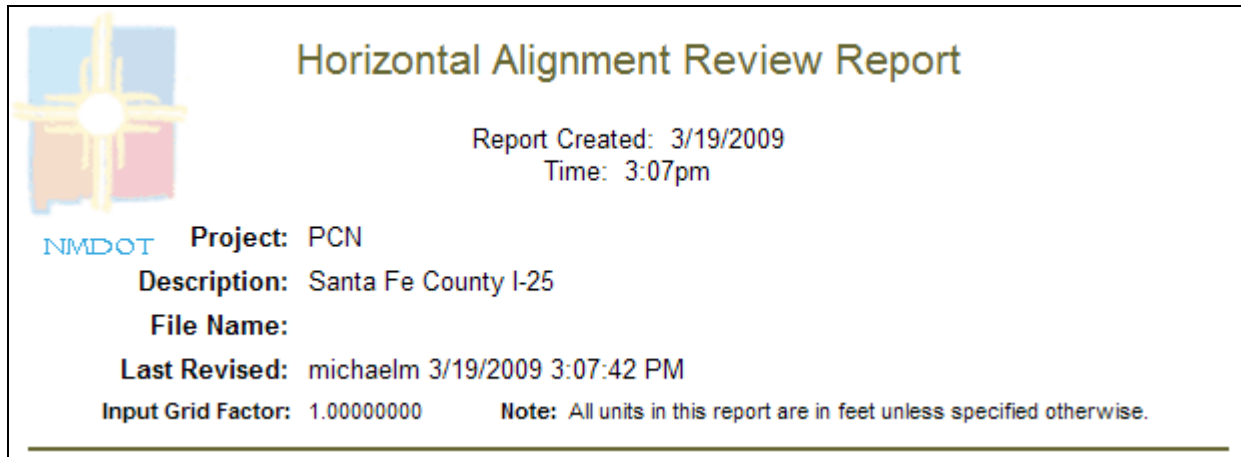 Horizontal Alignment Review Report
Report Created: 3/19/2009
Time: 3:07pm
NMDOT
Project: PCN
Description: Santa Fe County I-25
File Name:
Last Revised: michaelm 3/19/2009 3:07:42 PM
Input Grid Factor: 1.00000000 Note: All units in this report are in feet unless specified otherwise.